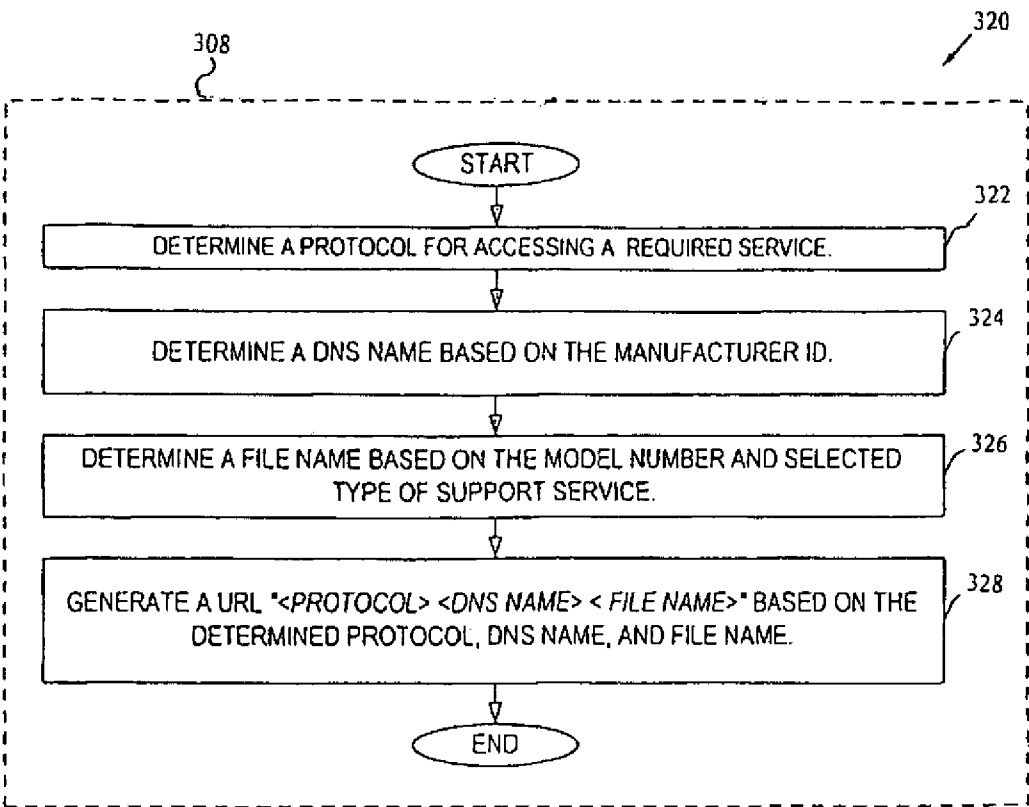 320
308
START
322
DETERMINE A PROTOCOL FOR ACCESSING A REQUIRED SERVICE.
324
DETERMINE A DNS NAME BASED ON THE MANUFACTURER ID.
326
DETERMINE A FILE NAME BASED ON THE MODEL NUMBER AND SELECTED
TYPE OF SUPPORT SERVICE.
328
GENERATE A URL "<PROTOCOL> <DNS NAME> < FILE NAME>" BASED ON THE
DETERMINED PROTOCOL, DNS NAME, AND FILE NAME.
END